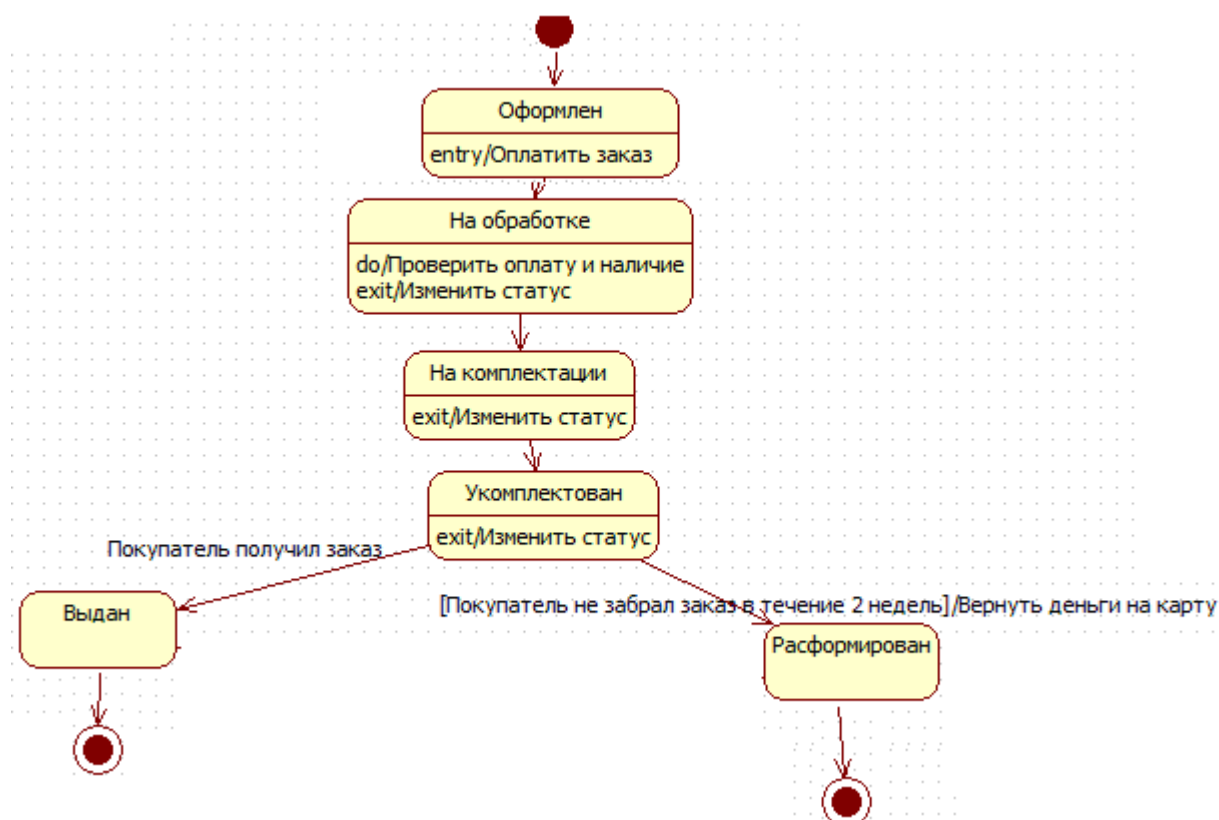 Оформлен
entry/Оплатить заказ
На обработке
do/Проверить оплату и наличие
exit/Изменить статус
На комплектации
exit/Изменить статус
Укомплектован
exit/Изменить статус
Покупатель получил заказ
[Покупатель не забрал заказ в течение 2 недель]/Вернуть деньги на карту
Выдан
Расформирован